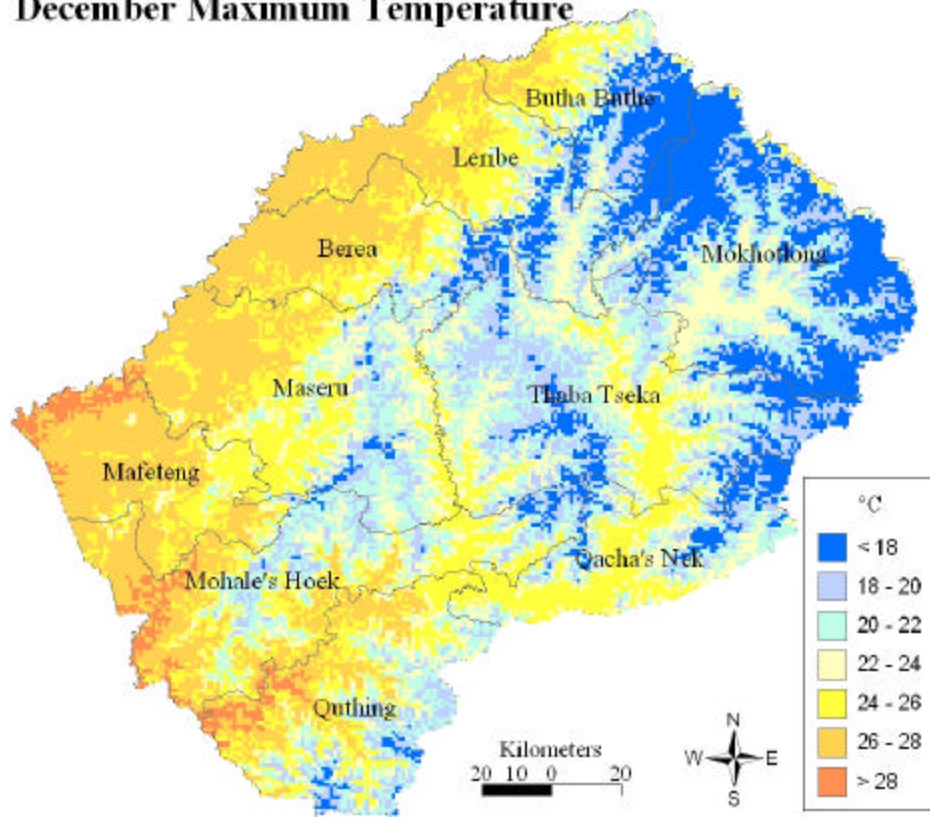 December Maximum Temperature
Butha Buthe
Leribe
Berea
Mokhotlong
Maseru
Thaba Tseka
Mafeteng
Mohale's Hoek
Qacha's Nek
Quthing
°C
< 18
18 - 20
20 - 22
22 - 24
24 - 26
26 - 28
> 28
Kilometers
20 10 0 20
N
W E
S